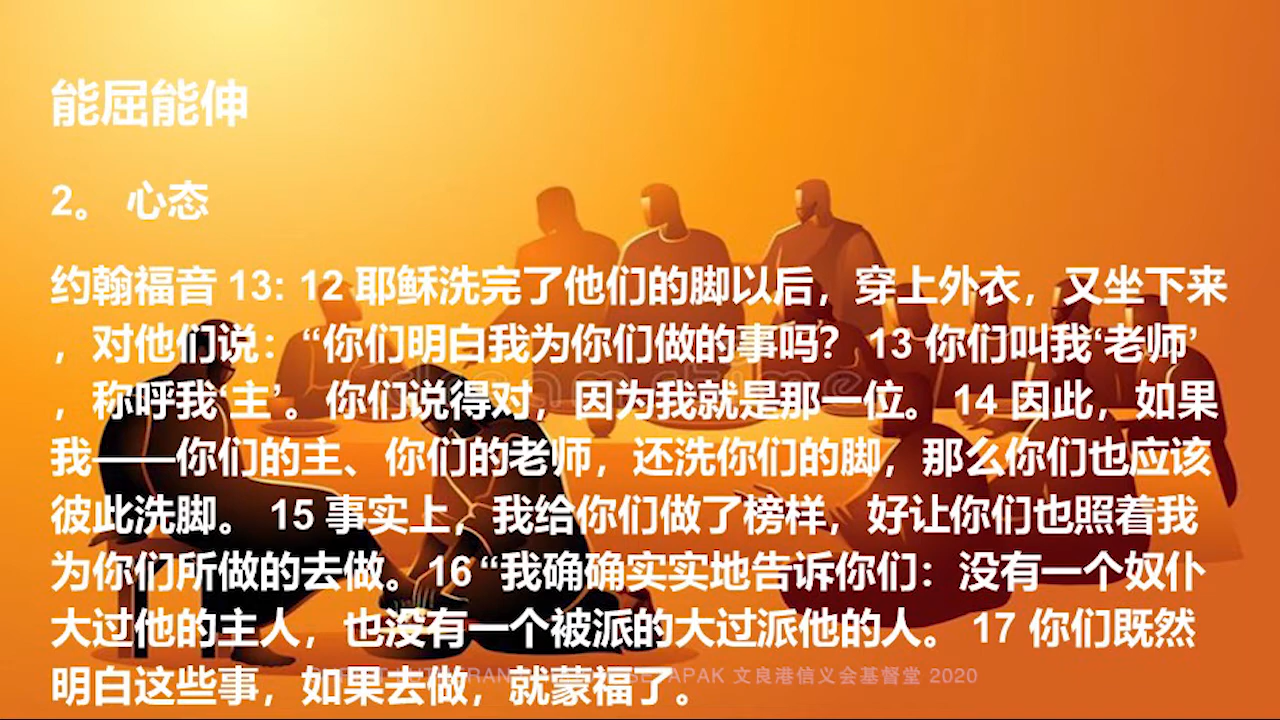 能屈能伸
2。 心态
约翰福音 13: 12 耶稣洗完了他们的脚以后，穿上外衣，又坐下来
，对他们说：“你们明白我为你们做的事吗？ 13 你们叫我‘老师’
，称呼我‘主’。你们说得对，因为我就是那一位。 14 因此，如果
我——你们的主、你们的老师，还洗你们的脚，那么你们也应该
彼此洗脚。 15 事实上，我给你们做了榜样，好让你们也照着我
为你们所做的去做。16 “我确确实实地告诉你们：没有一个奴仆
大过他的主人，也没有一个被派的大过派他的人。 17 你们既然
明白这些事，如果去做，就蒙福了。
APAK 文良港信义会基督堂 2020